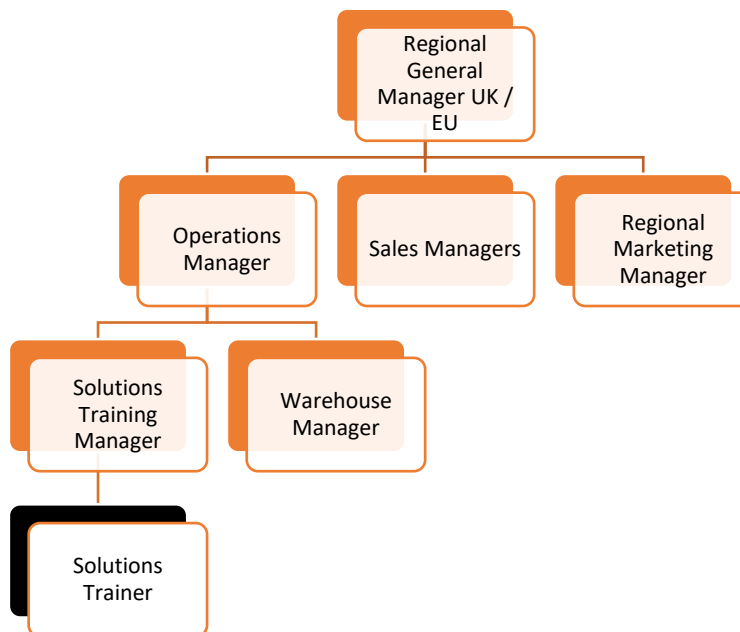 Regional
General
Manager UK /
EU
Operations
Manager
Sales Managers
Regional
Marketing
Manager
Solutions
Training
Manager
Warehouse
Manager
Solutions
Trainer